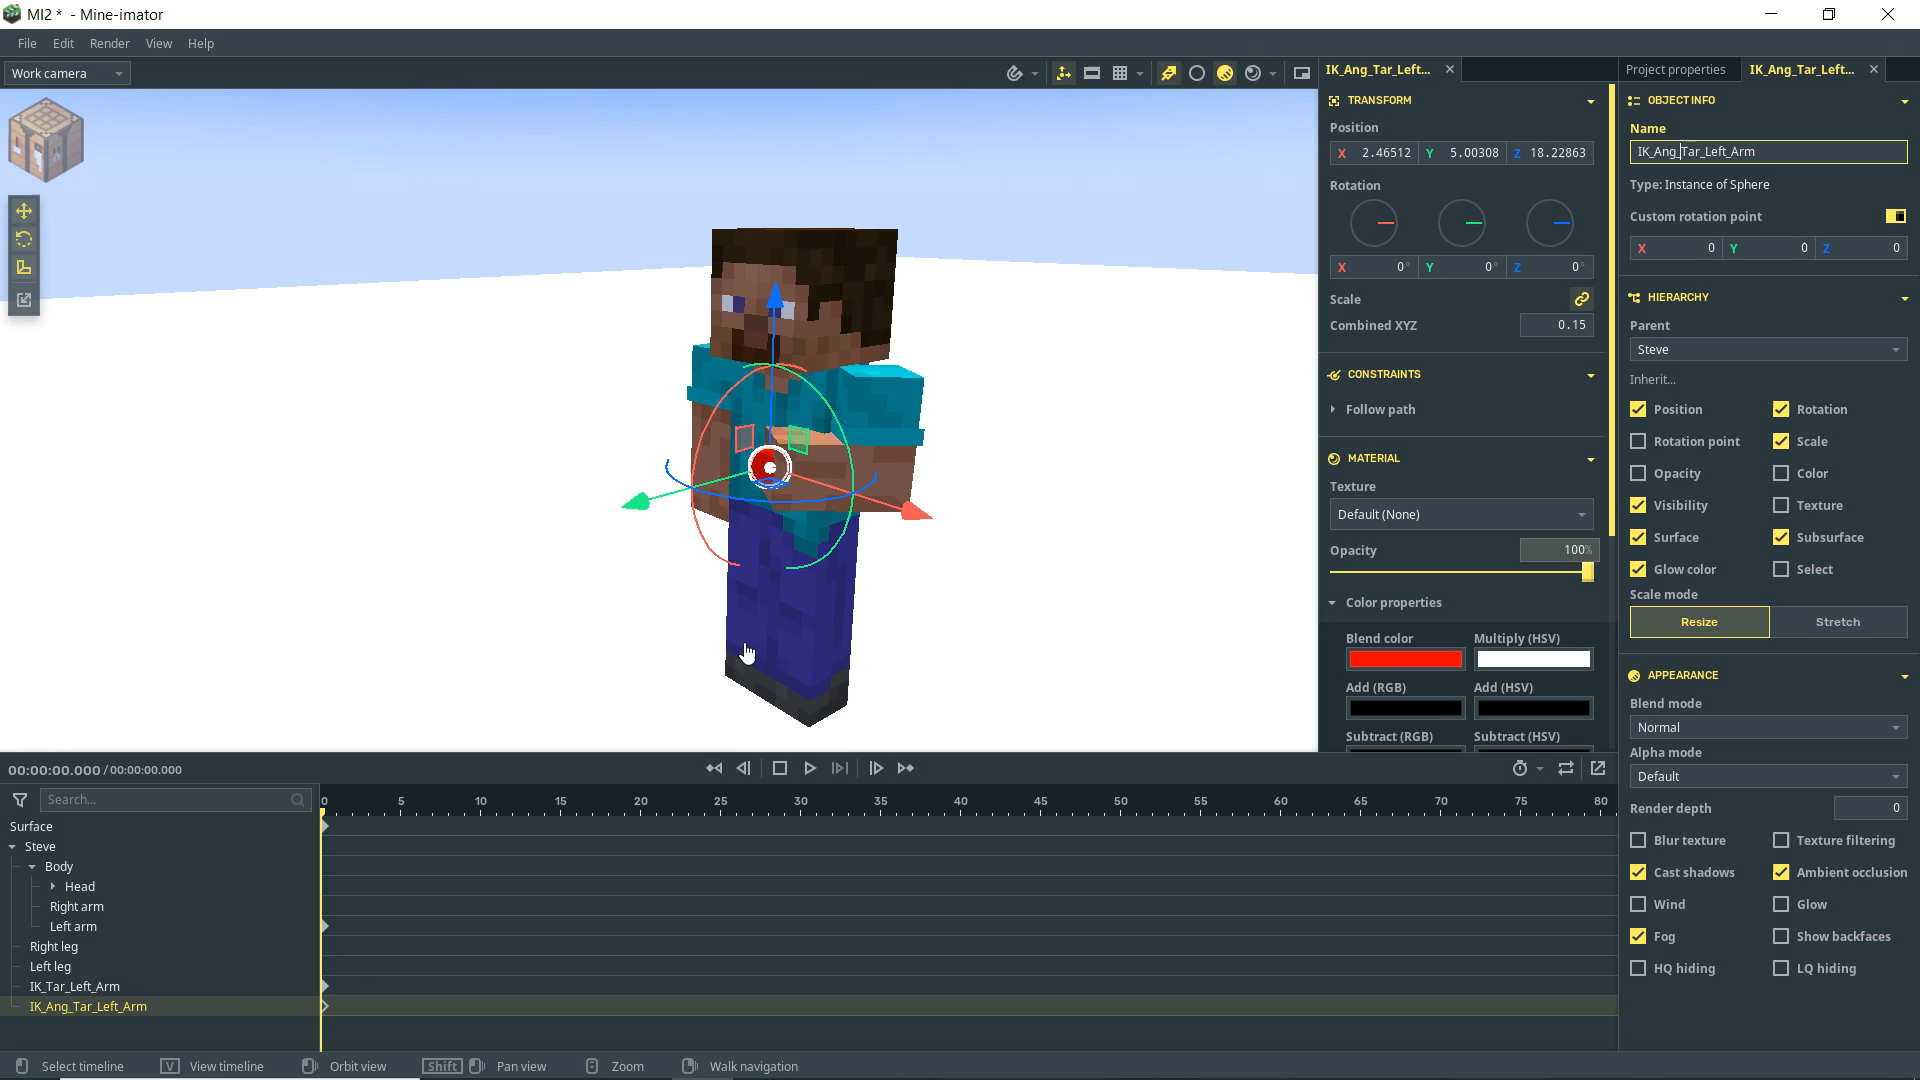 MI2 * - Mine-imator
File Edit Render View Help
Work camera
IK_Ang_Tar_Left...
Project properties
IK_Ang_Tar_Left...
TRANSFORM
Position
X 2.46512 Y 5.00308 Z 18.22863
Rotation
X 0° Y 0° Z 0°
Scale
Combined XYZ 0.15
CONSTRAINTS
Follow path
MATERIAL
Texture
Default (None)
Opacity 100%
Color properties
Blend color Multiply (HSV)
Add (RGB) Add (HSV)
Subtract (RGB) Subtract (HSV)
OBJECT INFO
Name
IK_Ang_Tar_Left_Arm
Type: Instance of Sphere
Custom rotation point
X 0 Y 0 Z 0
HIERARCHY
Parent
Steve
Inherit...
Position Rotation
Rotation point Scale
Opacity Color
Visibility Texture
Surface Subsurface
Glow color Select
Scale mode
Resize Stretch
APPEARANCE
Blend mode
Normal
Alpha mode
Default
Render depth 0
Blur texture Texture filtering
Cast shadows Ambient occlusion
Wind Glow
Fog Show backfaces
HQ hiding LQ hiding
00:00:00.000 / 00:00:00.000
Search...
0 5 10 15 20 25 30 35 40 45 50 55 60 65 70 75 80
Surface
Steve
Body
Head
Right arm
Left arm
Right leg
Left leg
IK_Tar_Left_Arm
IK_Ang_Tar_Left_Arm
Select timeline V View timeline Orbit view Shift Pan view Zoom Walk navigation